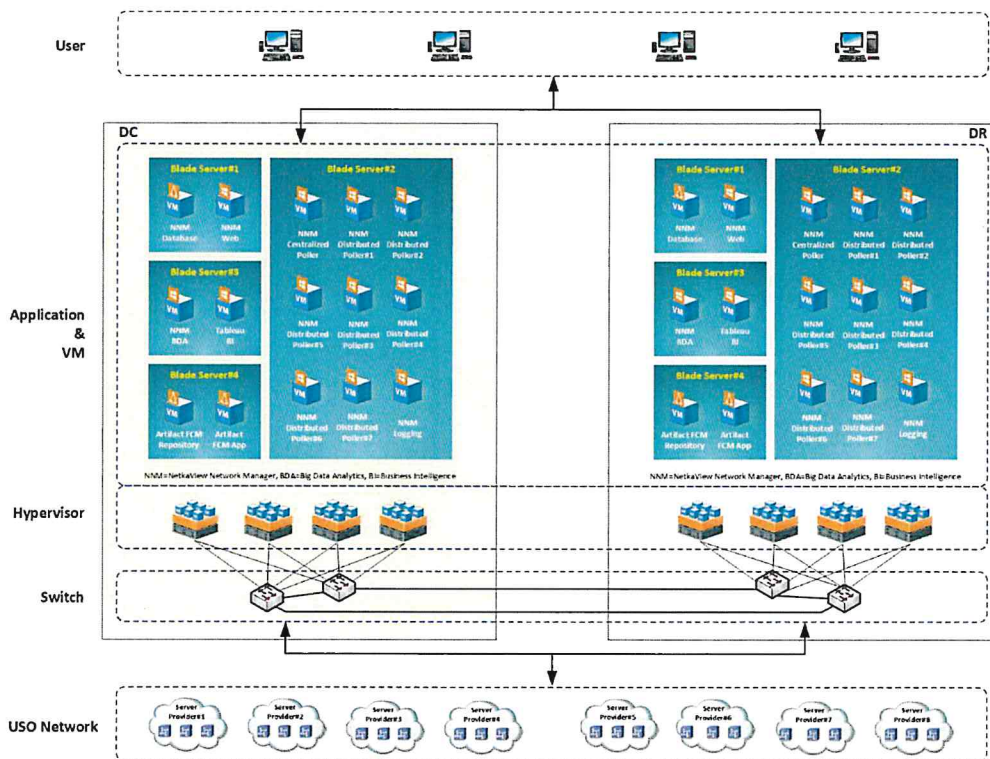 User
DC
DR
Blade Server#1
NNM Database
NNM Web
Blade Server#2
NNM Centralized Poller
NNM Distributed Poller#1
NNM Distributed Poller#2
Blade Server#3
NNM BDA
Tableau BI
NNM Distributed Poller#5
NNM Distributed Poller#3
NNM Distributed Poller#4
Blade Server#4
Artifact FCM Repository
Artifact FCM App
NNM Distributed Poller#6
NNM Distributed Poller#7
NNM Logging
NNM=NetkaView Network Manager, BDA=Big Data Analytics, BI=Business Intelligence
Blade Server#1
NNM Database
NNM Web
Blade Server#2
NNM Centralized Poller
NNM Distributed Poller#1
NNM Distributed Poller#2
Blade Server#3
NNM BDA
Tableau BI
NNM Distributed Poller#5
NNM Distributed Poller#3
NNM Distributed Poller#4
Blade Server#4
Artifact FCM Repository
Artifact FCM App
NNM Distributed Poller#6
NNM Distributed Poller#7
NNM Logging
NNM=NetkaView Network Manager, BDA=Big Data Analytics, BI=Business Intelligence
Application
&
VM
Hypervisor
Switch
USO Network
Server Provider#1
Server Provider#2
Server Provider#3
Server Provider#4
Server Provider#5
Server Provider#6
Server Provider#7
Server Provider#8